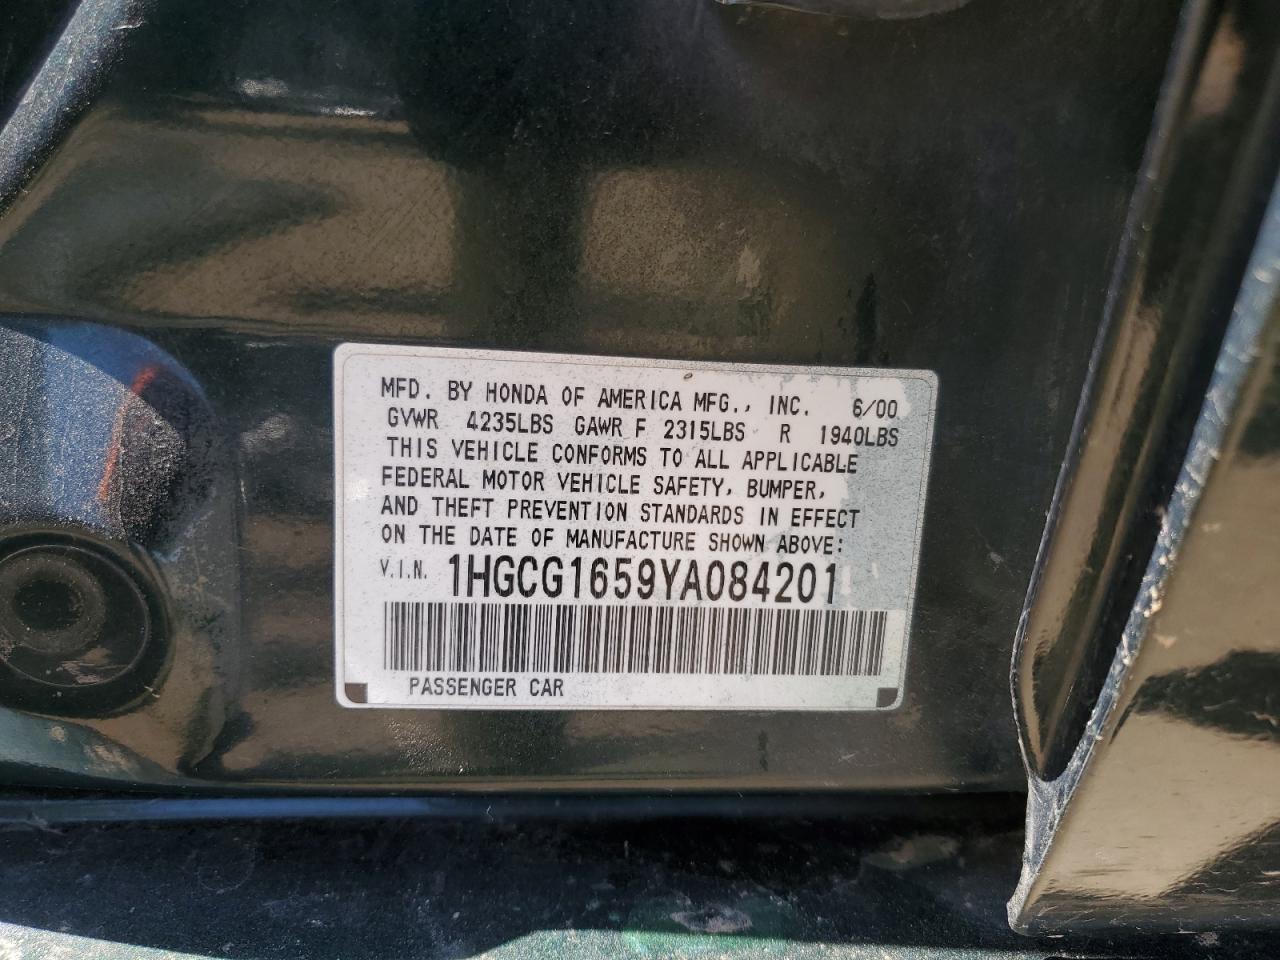 MFD. BY HONDA OF AMERICA MFG., INC. 6/00
GVWR 4235LBS GAWR F 2315LBS R 1940LBS
THIS VEHICLE CONFORMS TO ALL APPLICABLE
FEDERAL MOTOR VEHICLE SAFETY, BUMPER,
AND THEFT PREVENTION STANDARDS IN EFFECT
ON THE DATE OF MANUFACTURE SHOWN ABOVE:
V.I.N. 1HGCG1659YA084201
PASSENGER CAR